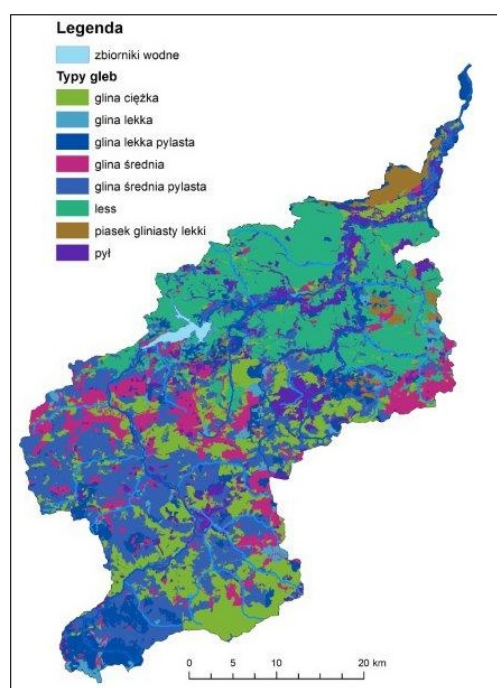 Legenda
zbiorniki wodne
Typy gleb
glina ciężka
glina lekka
glina lekka pylasta
glina średnia
glina średnia pylasta
less
piasek gliniasty lekki
pył
0 5 10 20 km